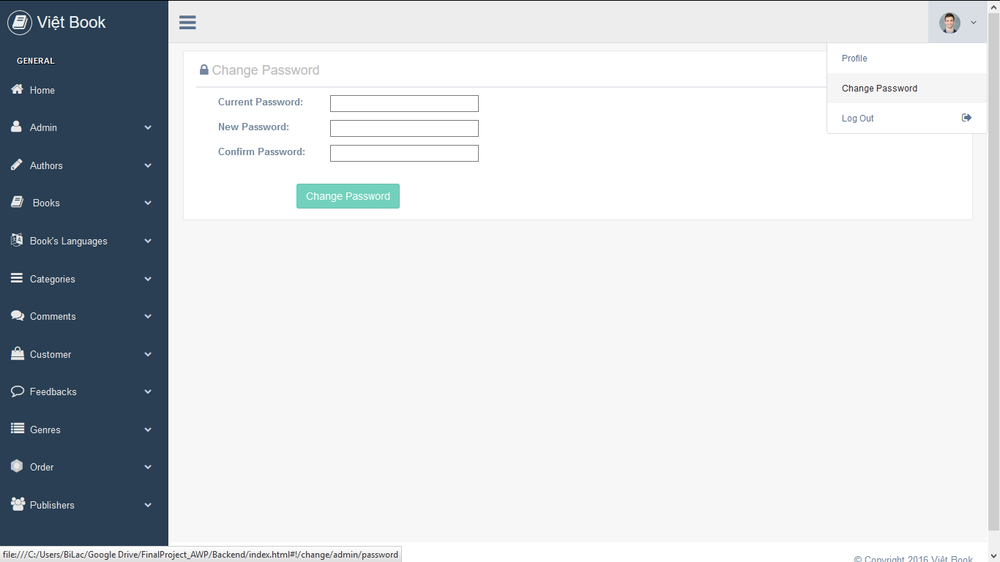 Việt Book
GENERAL
Home
Admin
Authors
Books
Book's Languages
Categories
Comments
Customer
Feedbacks
Genres
Order
Publishers
Profile
Change Password
Log Out
Change Password
Current Password:
New Password:
Confirm Password:
Change Password
© Copyright 2016 Việt Book
file:///C:/Users/BiLac/Google Drive/FinalProject_AWP/Backend/index.html#!/change/admin/password